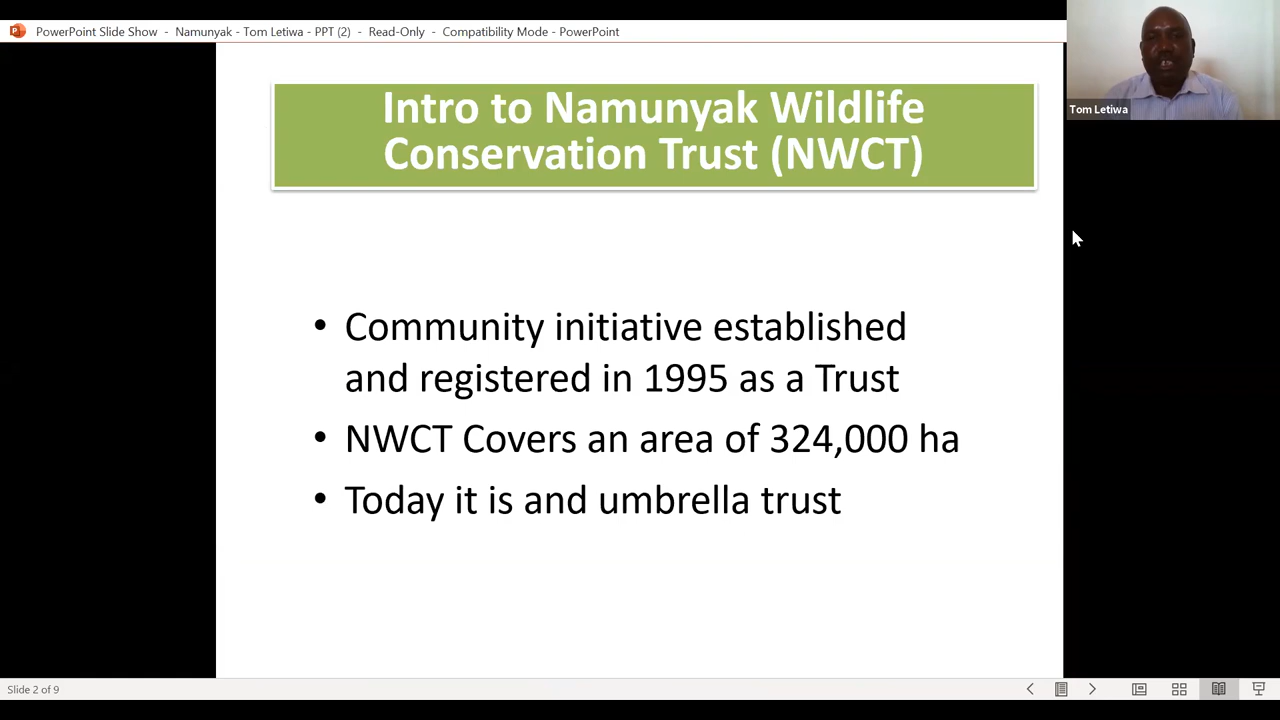 PowerPoint Slide Show - Namunyak - Tom Letiwa - PPT (2) - Read-Only - Compatibility Mode - PowerPoint
Tom Letiwa
Intro to Namunyak Wildlife
Conservation Trust (NWCT)
• Community initiative established
and registered in 1995 as a Trust
• NWCT Covers an area of 324,000 ha
• Today it is and umbrella trust
Slide 2 of 9